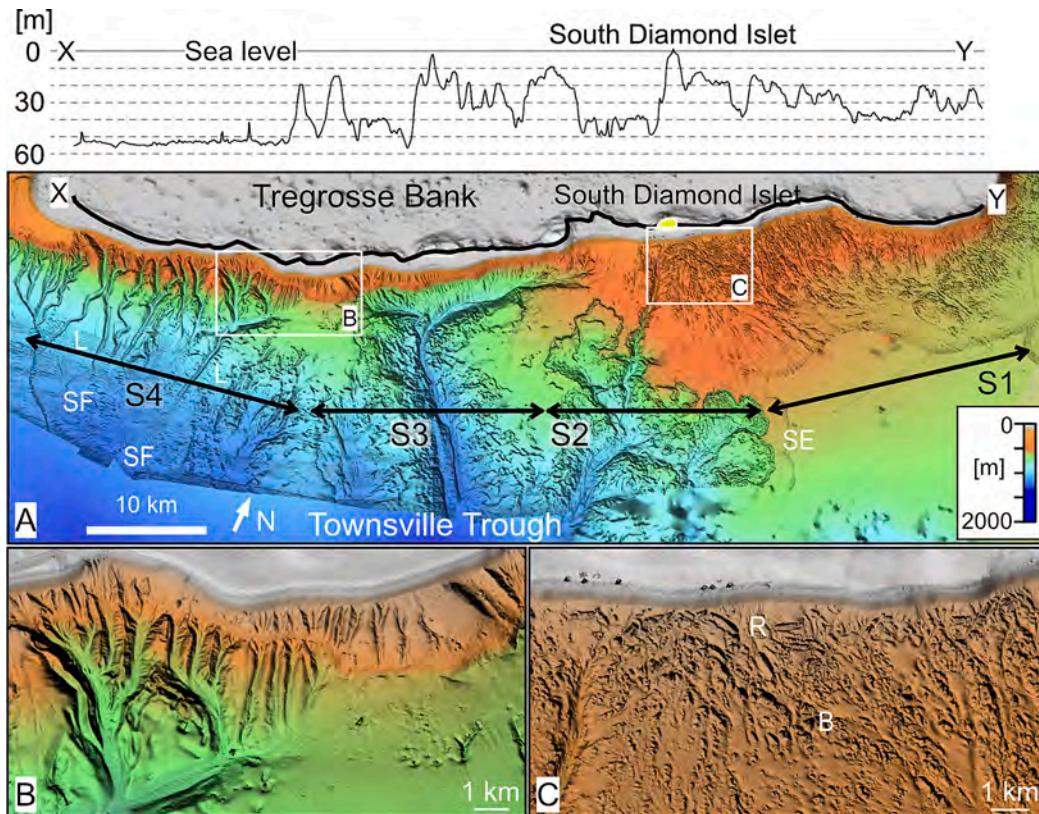 [m]
0
X
Sea level
South Diamond Islet
Y
30
60
X
Tregrosse Bank
South Diamond Islet
Y
B
C
L
L
SF
S4
S3
S2
S1
SF
SE
0
[m]
2000
10 km
N
Townsville Trough
A
B
1 km
R
B
C
1 km